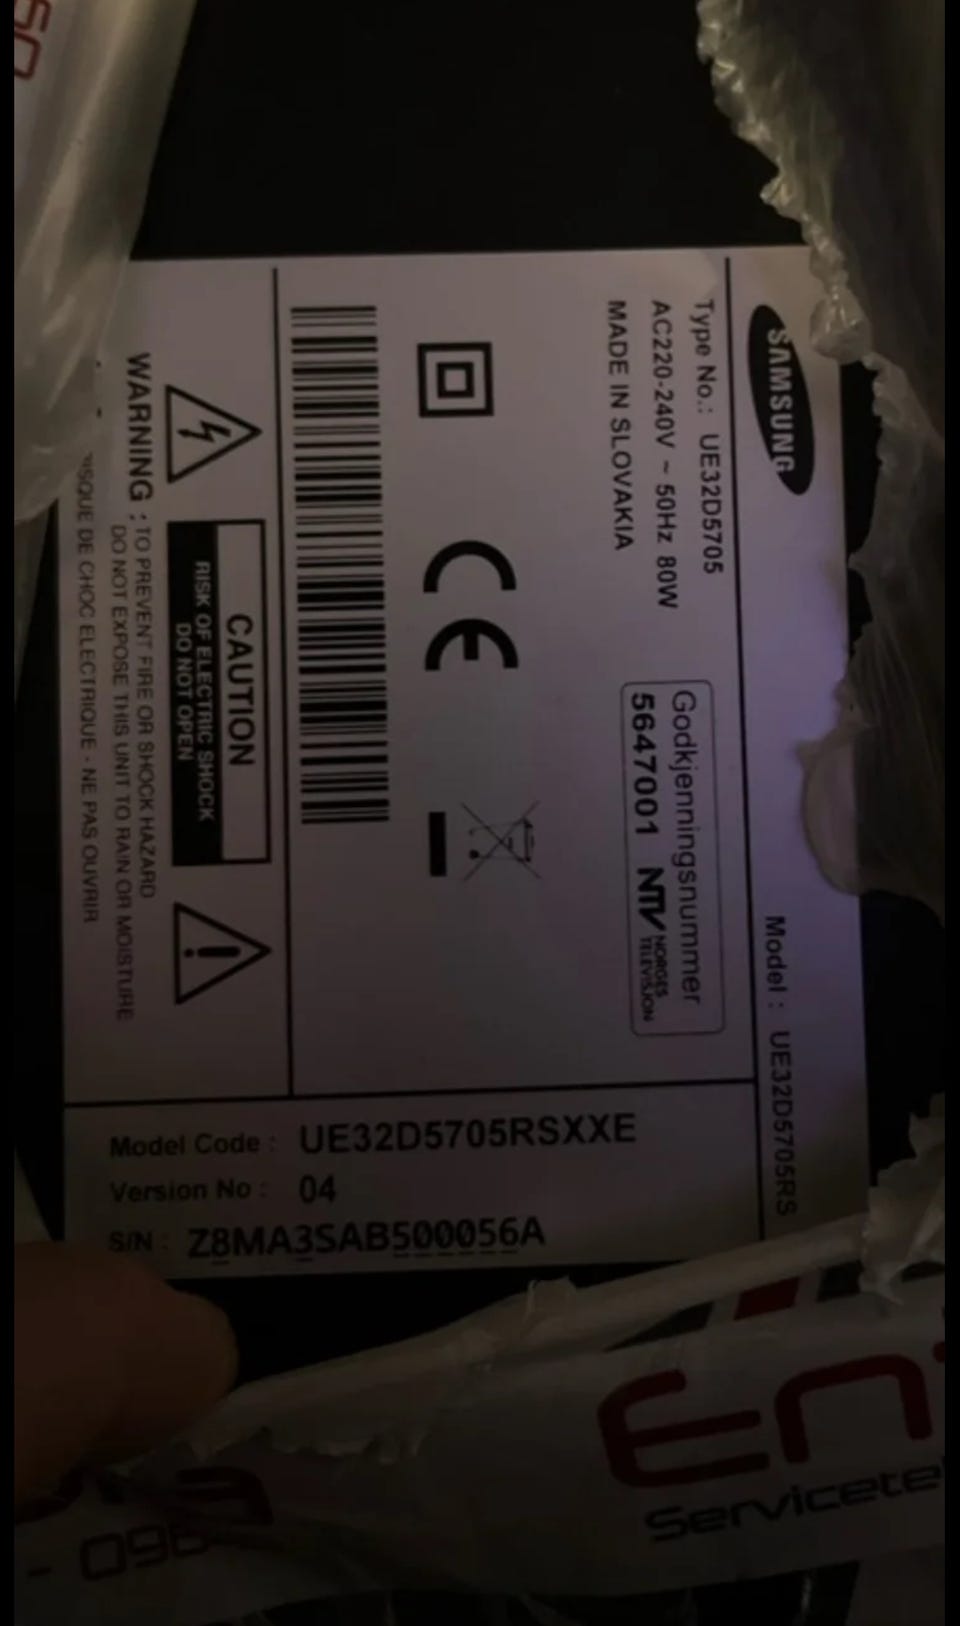 SAMSUNG
Model : UE32D5705RS
Type No.: UE32D5705
AC220-240V ~ 50Hz 80W
MADE IN SLOVAKIA
Godkjenningsnummer
5647001 NTV NORGES
TELEVISJON
CE
CAUTION
RISK OF ELECTRIC SHOCK
DO NOT OPEN
WARNING : TO PREVENT FIRE OR SHOCK HAZARD
DO NOT EXPOSE THIS UNIT TO RAIN OR MOISTURE
DE CHOC ELECTRIQUE - NE PAS OUVRIR
Model Code : UE32D5705RSXXE
Version No : 04
S/N : Z8MA3SAB500056A